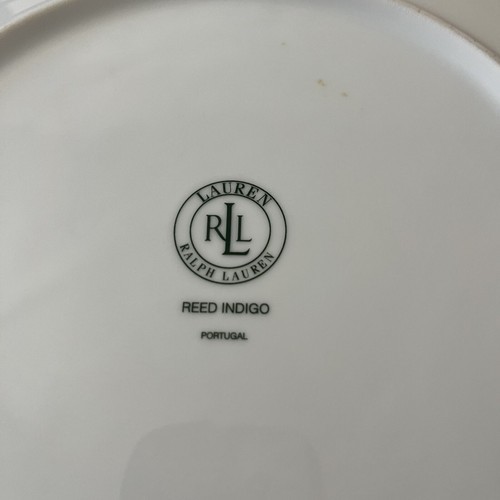 LAUREN
RLL
RALPH LAUREN
REED INDIGO
PORTUGAL